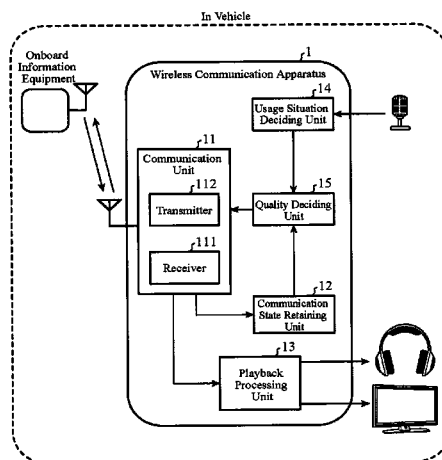 In Vehicle
Onboard
Information
Equipment
1
Wireless Communication Apparatus
14
Usage Situation
Deciding Unit
11
Communication
Unit
112
Transmitter
15
Quality Deciding
Unit
111
Receiver
12
Communication
State Retaining
Unit
13
Playback
Processing
Unit